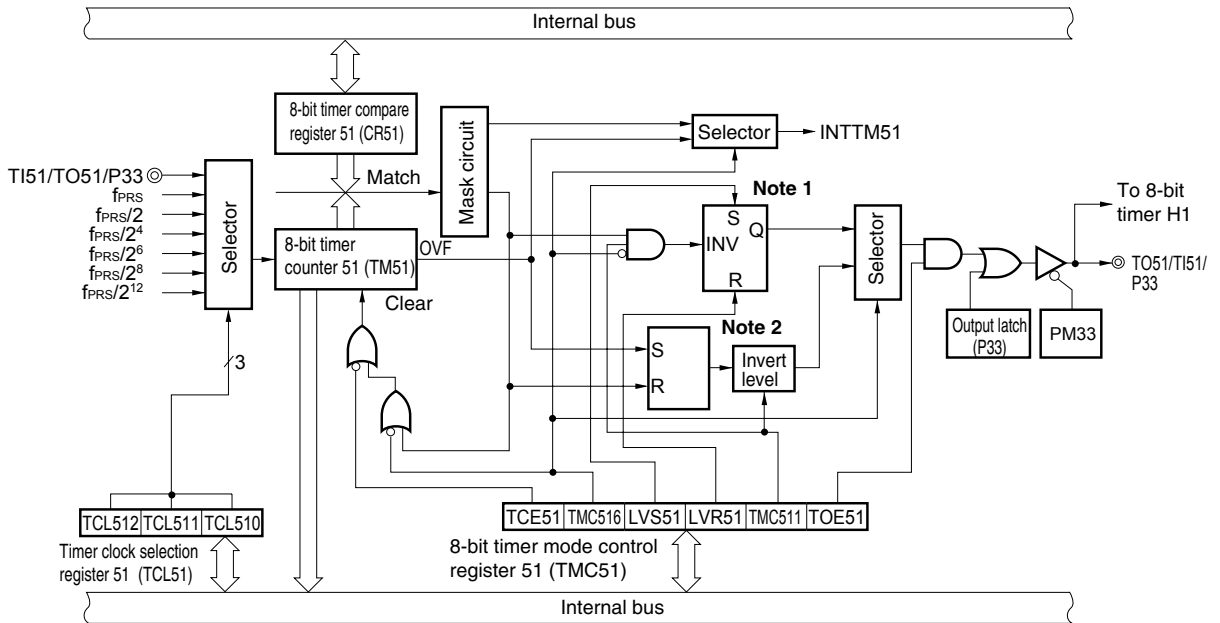 Internal bus
8-bit timer compare
register 51 (CR51)
Selector
INTTM51
Mask circuit
Match
TI51/TO51/P33
fPRS
fPRS/2
fPRS/2⁴
fPRS/2⁶
fPRS/2⁸
fPRS/2¹²
Selector
8-bit timer
counter 51 (TM51)
OVF
Clear
3
Note 1
S
INV
Q
R
Selector
To 8-bit
timer H1
TO51/TI51/
P33
Output latch
(P33)
PM33
Note 2
S
R
Invert
level
TCL512 TCL511 TCL510
Timer clock selection
register 51 (TCL51)
TCE51 TMC516 LVS51 LVR51 TMC511 TOE51
8-bit timer mode control
register 51 (TMC51)
Internal bus